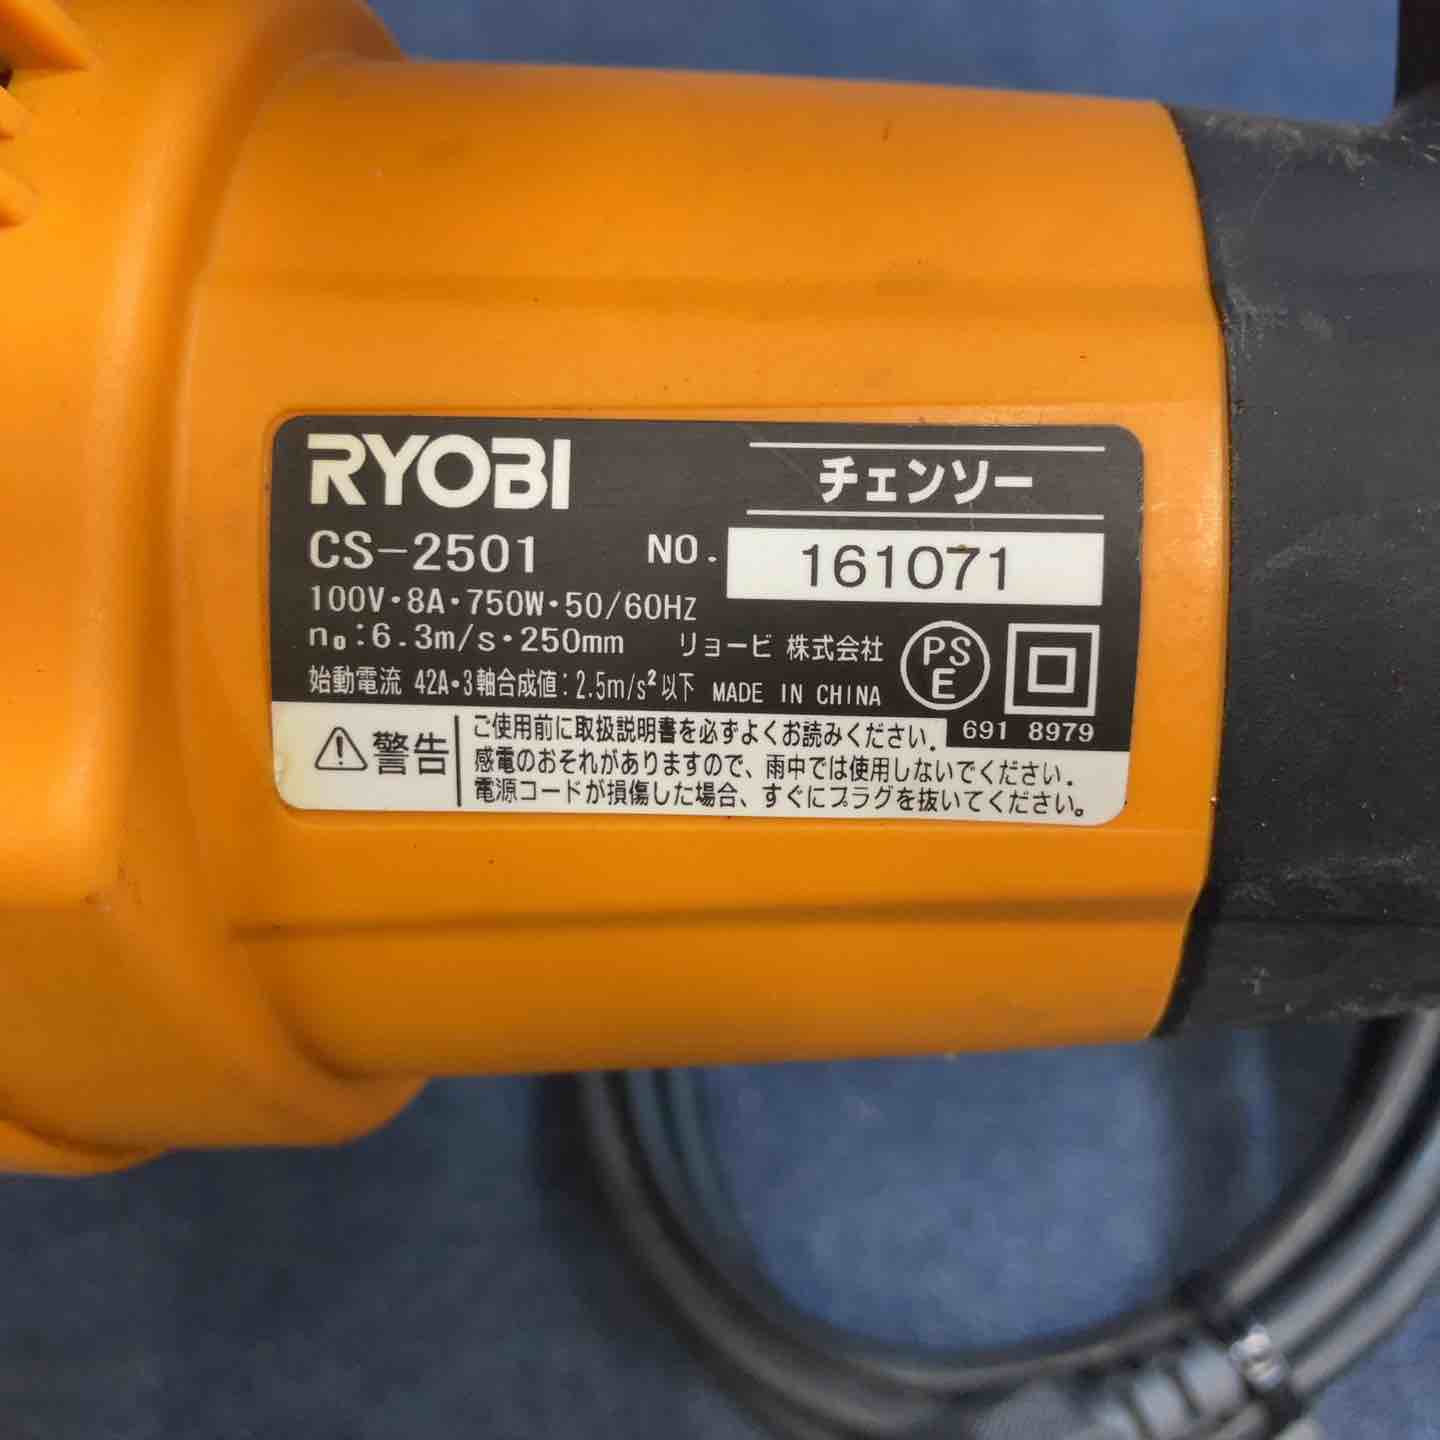 RYOBI
チェンソー
CS-2501
NO. 161071
100V・8A・750W・50/60HZ
n₀:6.3m/s・250mm リョービ 株式会社
PSE
始動電流 42A・3軸合成値:2.5m/s²以下 MADE IN CHINA
691 8979
警告
ご使用前に取扱説明書を必ずよくお読みください.
感電のおそれがありますので、雨中では使用しないでください.
電源コードが損傷した場合、すぐにプラグを抜いてください。